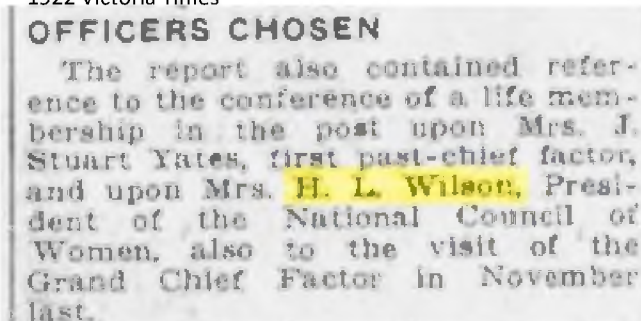 1922 Victoria Times
OFFICERS CHOSEN
The report also contained refer-
ence to the conference of a life mem-
bership in the post upon Mrs. J.
Stuart Yates, first past-chief factor,
and upon Mrs. H. L. Wilson, Presi-
dent of the National Council of
Women, also to the visit of the
Grand Chief Factor in November
last.